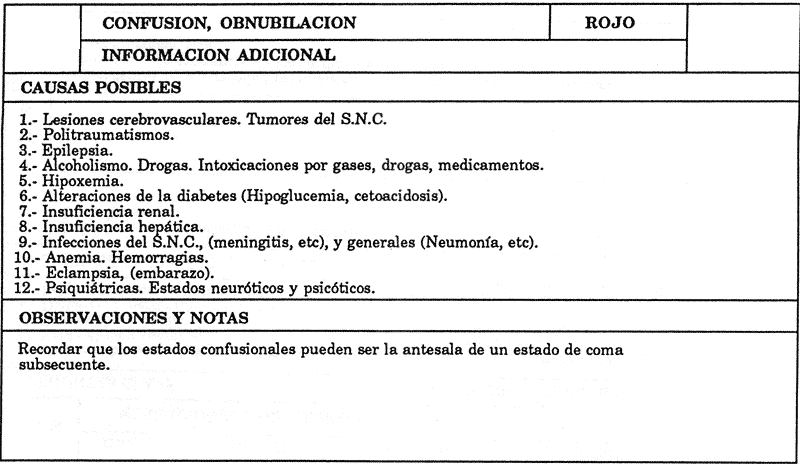 CONFUSION, OBNUBILACION ROJO
INFORMACION ADICIONAL
CAUSAS POSIBLES
1.- Lesiones cerebrovasculares. Tumores del S.N.C.
2.- Politraumatismos.
3.- Epilepsia.
4.- Alcoholismo. Drogas. Intoxicaciones por gases, drogas, medicamentos.
5.- Hipoxemia.
6.- Alteraciones de la diabetes (Hipoglucemia, cetoacidosis).
7.- Insuficiencia renal.
8.- Insuficiencia hepática.
9.- Infecciones del S.N.C., (meningitis, etc), y generales (Neumonía, etc).
10.- Anemia. Hemorragias.
11.- Eclampsia, (embarazo).
12.- Psiquiátricas. Estados neuróticos y psicóticos.
OBSERVACIONES Y NOTAS
Recordar que los estados confusionales pueden ser la antesala de un estado de coma
subsecuente.